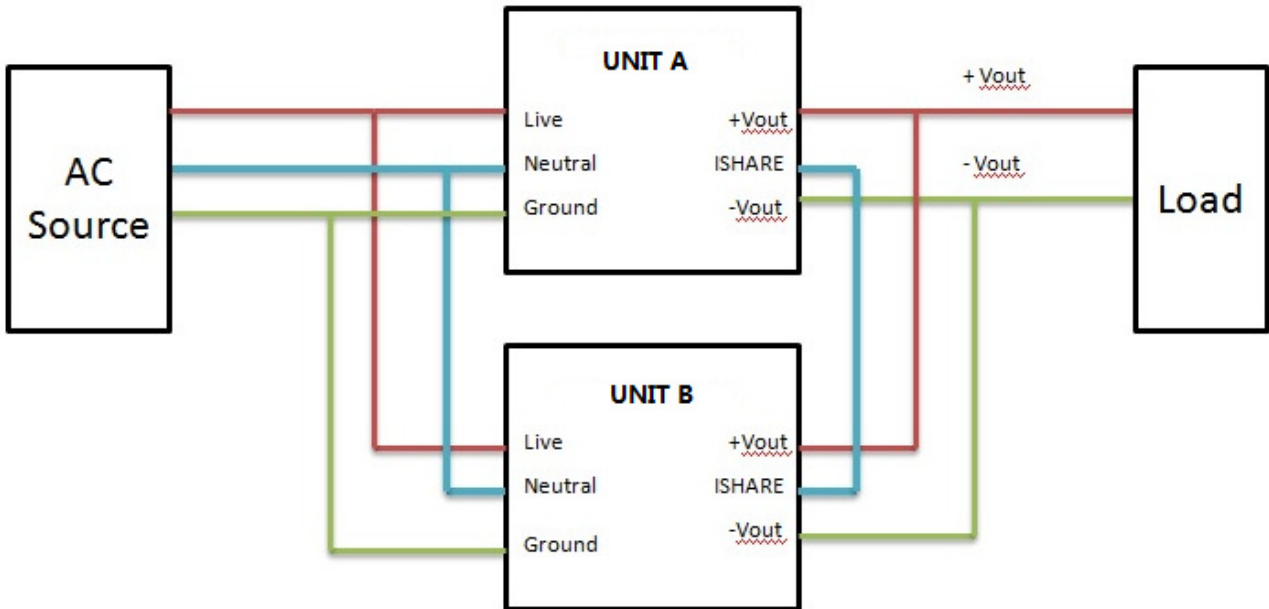 AC
Source
UNIT A
Live
Neutral
Ground
+Vout
ISHARE
-Vout
+ Vout
- Vout
Load
UNIT B
Live
Neutral
Ground
+Vout
ISHARE
-Vout